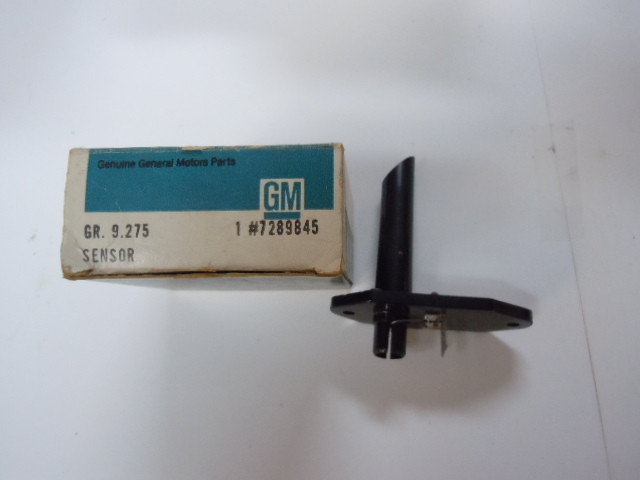 Genuine General Motors Parts
GM
GR. 9.275 1 #7289845
SENSOR